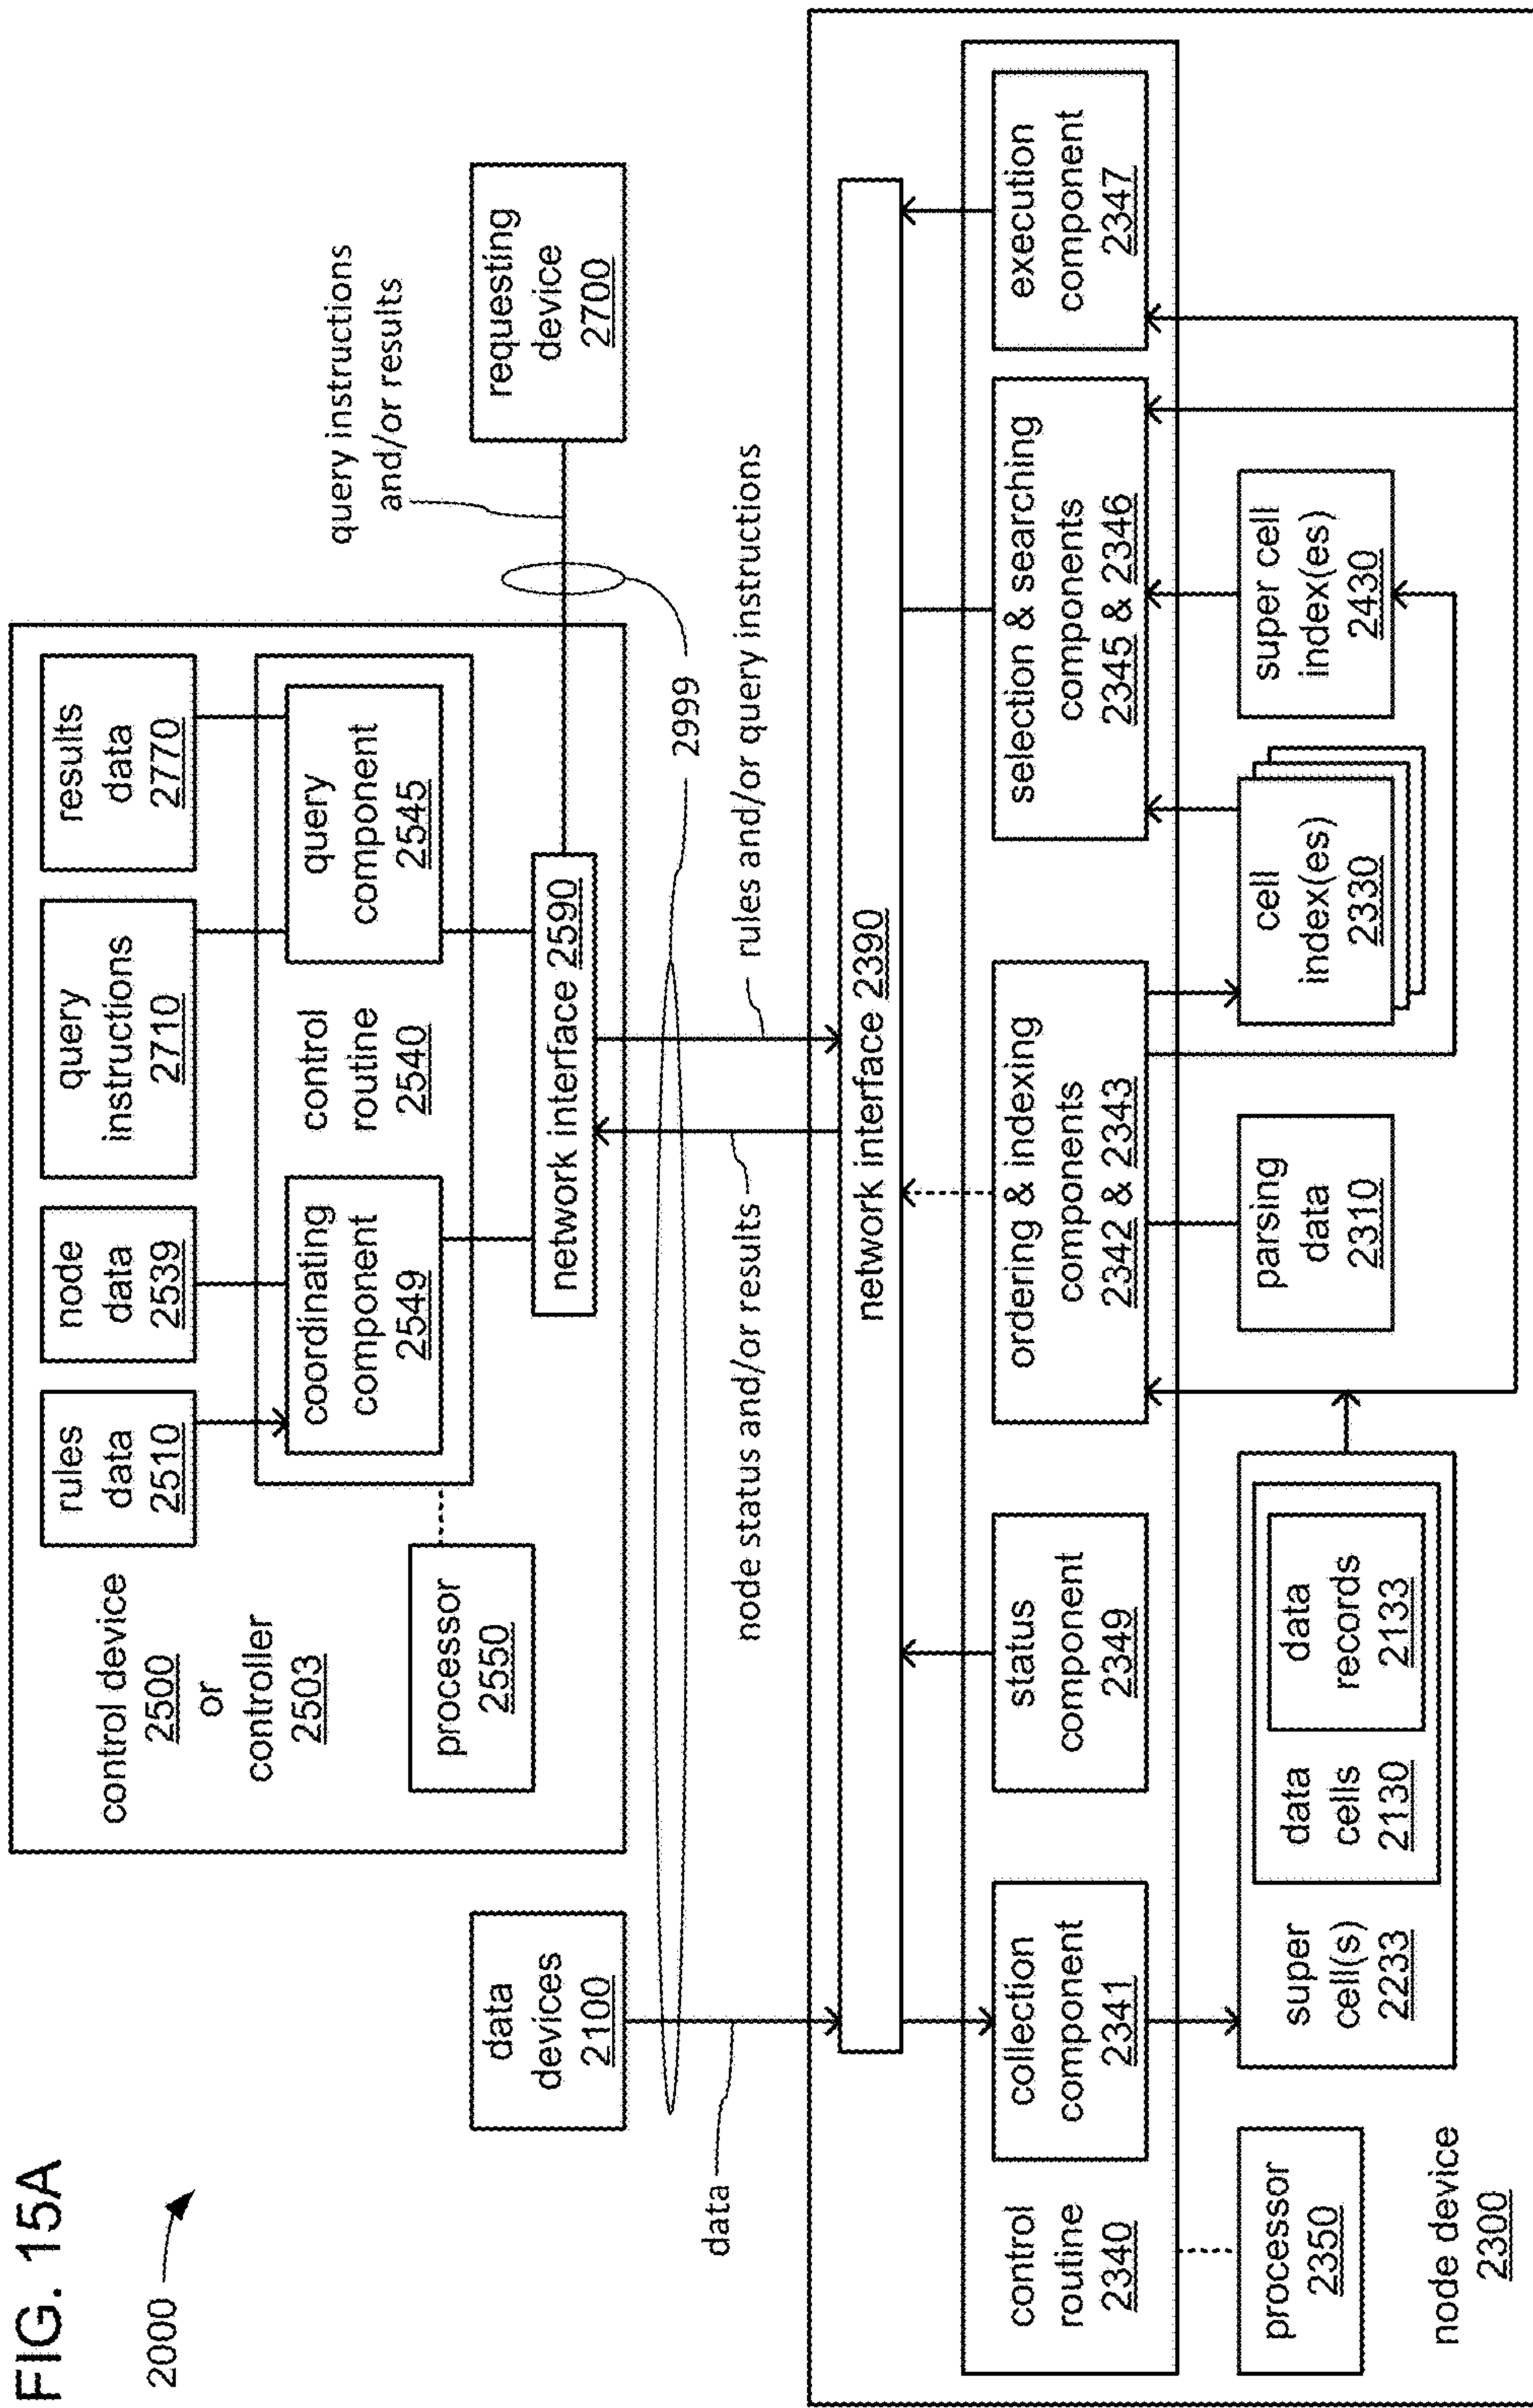 FIG. 15A
2000
control device
2500
or
controller
2503
rules
data
2510
node
data
2539
query
instructions
2710
results
data
2770
coordinating
component
2549
control
routine
2540
query
component
2545
processor
2550
network interface 2590
query instructions
and/or results
requesting
device
2700
data
devices
2100
2999
data
node status and/or results
rules and/or query instructions
network interface 2390
control
routine
2340
collection
component
2341
status
component
2349
ordering & indexing
components
2342 & 2343
selection & searching
components
2345 & 2346
execution
component
2347
processor
2350
super
cell(s)
2233
data
cells
2130
data
records
2133
parsing
data
2310
cell
index(es)
2330
super cell
index(es)
2430
node device
2300